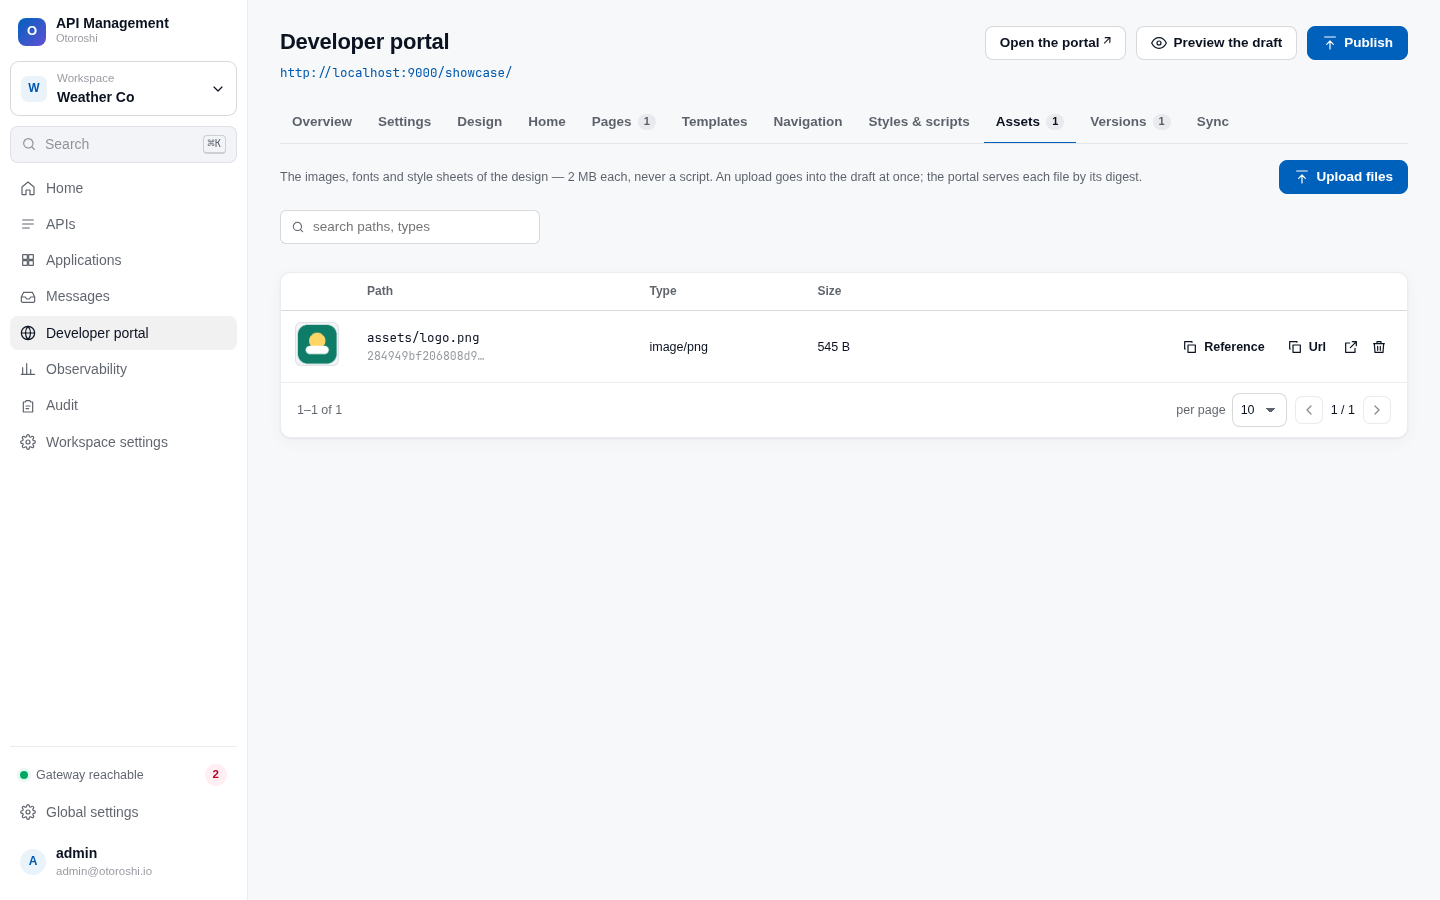 O
API Management
Otoroshi
W
Workspace
Weather Co
Search
⌘K
Home
APIs
Applications
Messages
Developer portal
Observability
Audit
Workspace settings
Gateway reachable
2
Global settings
A
admin
admin@otoroshi.io
Developer portal
http://localhost:9000/showcase/
Open the portal
Preview the draft
Publish
Overview
Settings
Design
Home
Pages 1
Templates
Navigation
Styles & scripts
Assets 1
Versions 1
Sync
The images, fonts and style sheets of the design — 2 MB each, never a script. An upload goes into the draft at once; the portal serves each file by its digest.
Upload files
search paths, types
Path
Type
Size
assets/logo.png
284949bf206808d9…
image/png
545 B
Reference
Url
1–1 of 1
per page
10
1 / 1